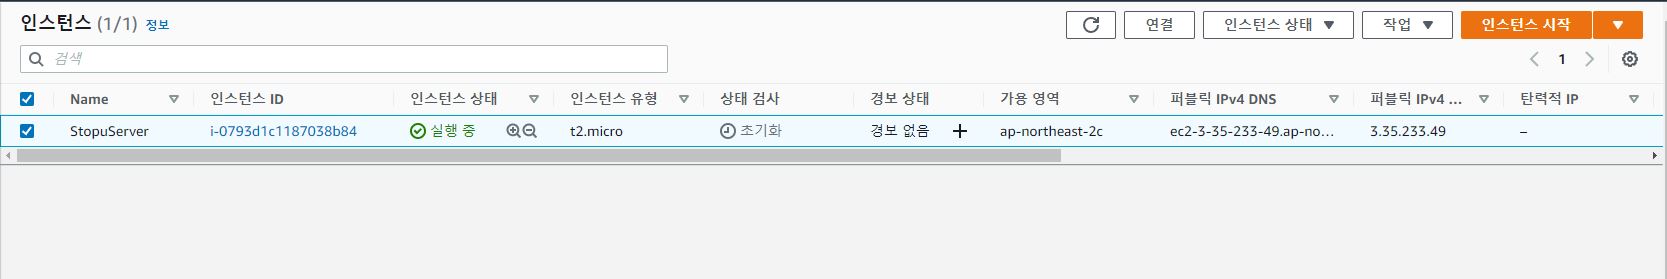 인스턴스 (1/1) 정보
연결 인스턴스 상태 작업 인스턴스 시작
검색
1
Name 인스턴스 ID 인스턴스 상태 인스턴스 유형 상태 검사 경보 상태 가용 영역 퍼블릭 IPv4 DNS 퍼블릭 IPv4 ... 탄력적 IP
StopuServer i-0793d1c1187038b84 실행 중 t2.micro 초기화 경보 없음 ap-northeast-2c ec2-3-35-233-49.ap-no... 3.35.233.49 –